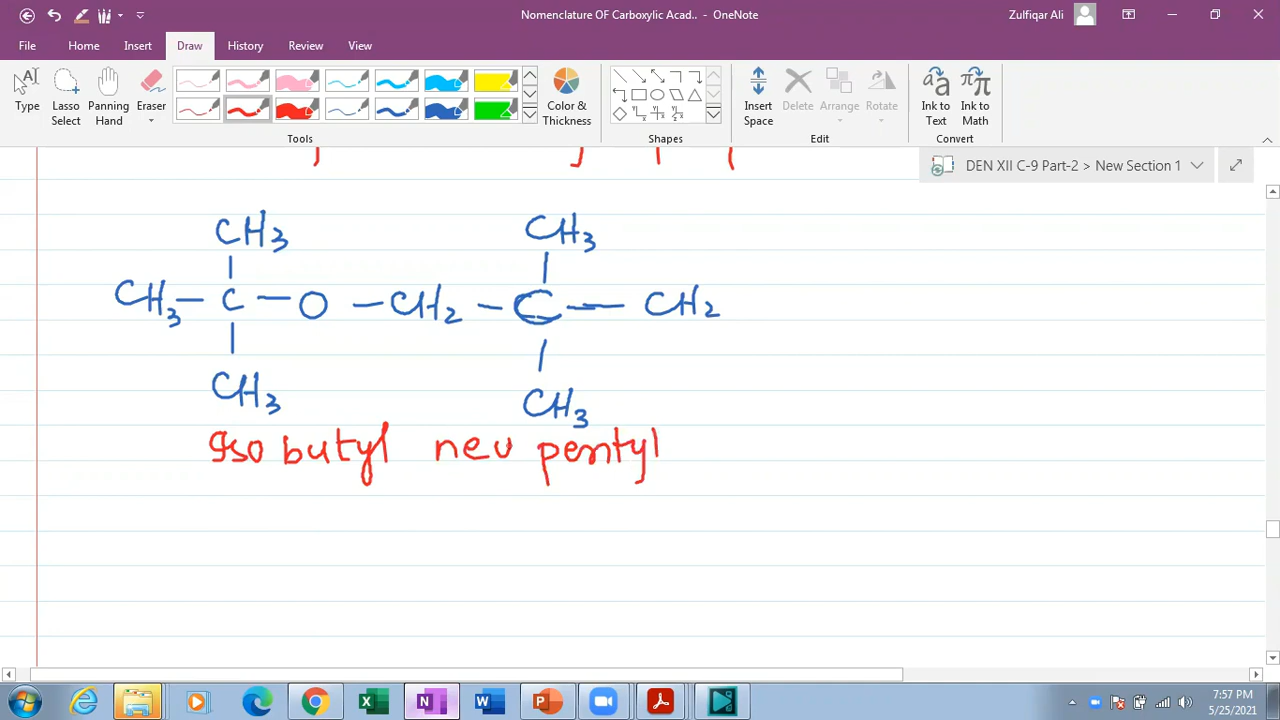 Nomenclature OF Carboxylic Acad.. - OneNote
Zulfiqar Ali
File Home Insert Draw History Review View
Type Lasso Select Panning Hand Eraser
Color & Thickness
Insert Space Delete Arrange Rotate
Ink to Text Ink to Math
Tools Shapes Edit Convert
DEN XII C-9 Part-2 > New Section 1
CH3 CH3
CH3 — C — O — CH2 — C — CH2
CH3 CH3
Iso butyl neo pentyl
7:57 PM
5/25/2021